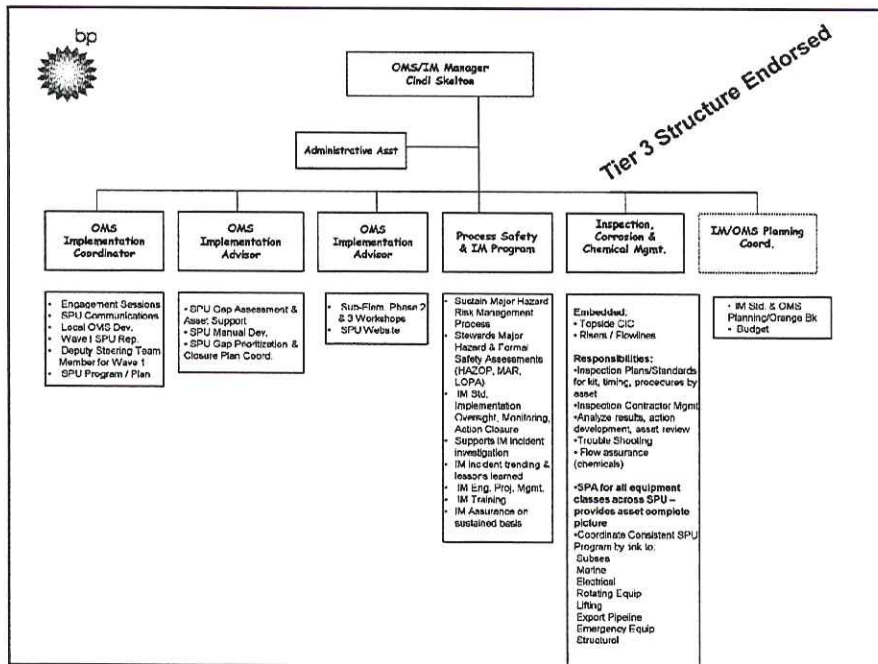 bp
OMS/IM Manager
Cindi Skelton
Tier 3 Structure Endorsed
Administrative Asst
OMS
Implementation
Coordinator
• Engagement Sessions
• SPU Communications
• Local OMS Dev.
• Wave I SPU Rep.
• Deputy Steering Team
Member for Wave 1
• SPU Program / Plan
OMS
Implementation
Advisor
• SPU Gap Assessment &
Asset Support
• SPU Manual Dev.
• SPU Gap Prioritization &
Closure Plan Coord.
OMS
Implementation
Advisor
• Sub-Elem. Phase 2
& 3 Workshops
• SPU Website
Process Safety
& IM Program
• Sustain Major Hazard
Risk Management
Process
• Stewards Major
Hazard & Formal
Safety Assessments
(HAZOP, MAR,
LOPA)
• IM Std.
Implementation
Oversight, Monitoring,
Action Closure
• Supports IM incident
investigation
• IM Incident trending &
lessons learned
• IM Eng. Proj. Mgmt.
• IM Training
• IM Assurance on
sustained basis
Inspection,
Corrosion &
Chemical Mgmt.
Embedded:
• Topside CIC
• Risers / Flowlines
Responsibilities:
•Inspection Plans/Standards
for kit, timing, procedures by
asset
•Inspection Contractor Mgmt
•Analyze results, action
development, asset review
•Trouble Shooting
• Flow assurance
(chemicals)
•SPA for all equipment
classes across SPU –
provides asset complete
picture
•Coordinate Consistent SPU
Program by link to:
Subsea
Marine
Electrical
Rotating Equip
Lifting
Export Pipeline
Emergency Equip
Structural
IM/OMS Planning
Coord.
• IM Std. & OMS
Planning/Orange Bk
• Budget